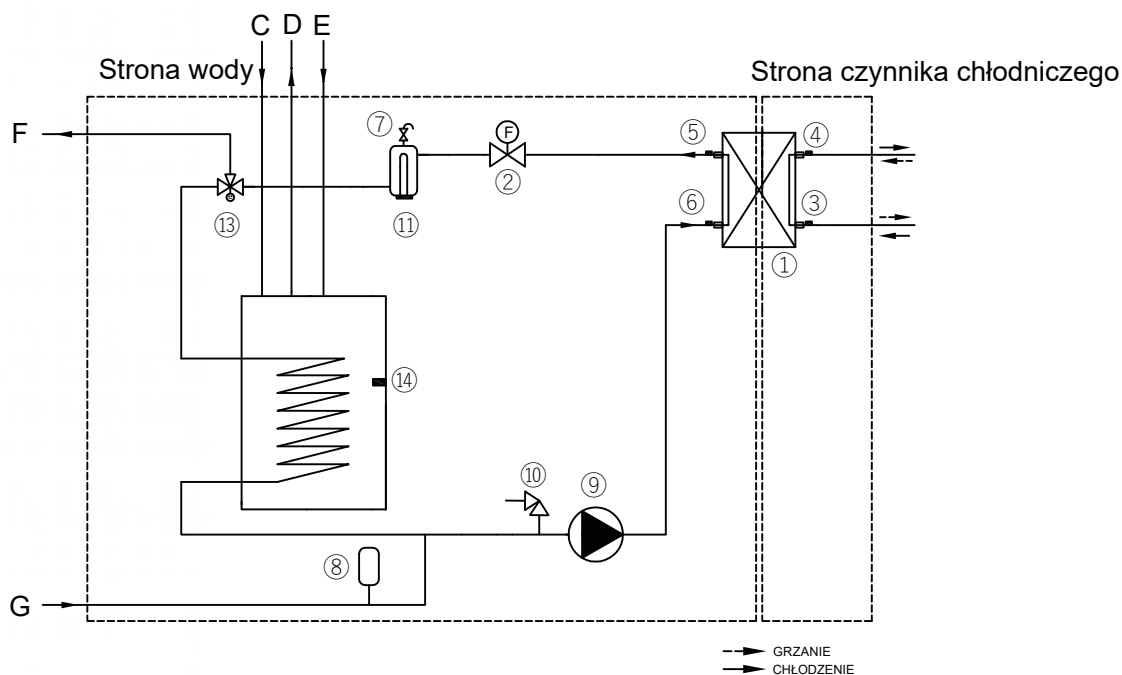 C D E
Strona wody
Strona czynnika chłodniczego
F
⑦
F
②
⑤
④
⑥
③
①
⑬
⑪
⑭
⑩
⑨
⑧
G
GRZANIE
CHŁODZENIE